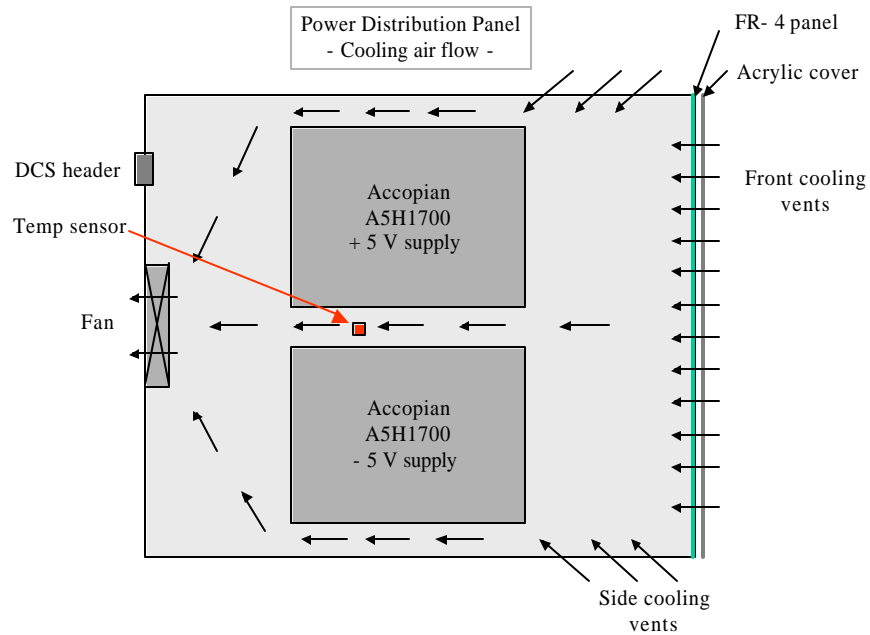 Power Distribution Panel
- Cooling air flow -
FR- 4 panel
Acrylic cover
DCS header
Temp sensor
Fan
Accopian
A5H1700
+ 5 V supply
Front cooling
vents
Accopian
A5H1700
- 5 V supply
Side cooling
vents